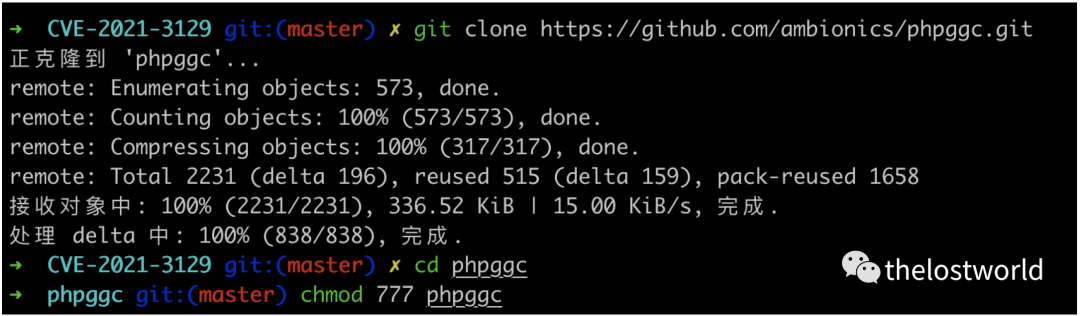 ➜ CVE-2021-3129 git:(master) ✗ git clone https://github.com/ambionics/phpggc.git
正克隆到 'phpggc'...
remote: Enumerating objects: 573, done.
remote: Counting objects: 100% (573/573), done.
remote: Compressing objects: 100% (317/317), done.
remote: Total 2231 (delta 196), reused 515 (delta 159), pack-reused 1658
接收对象中: 100% (2231/2231), 336.52 KiB | 15.00 KiB/s, 完成.
处理 delta 中: 100% (838/838), 完成.
➜ CVE-2021-3129 git:(master) ✗ cd phpggc
➜ phpggc git:(master) chmod 777 phpggc
thelostworld